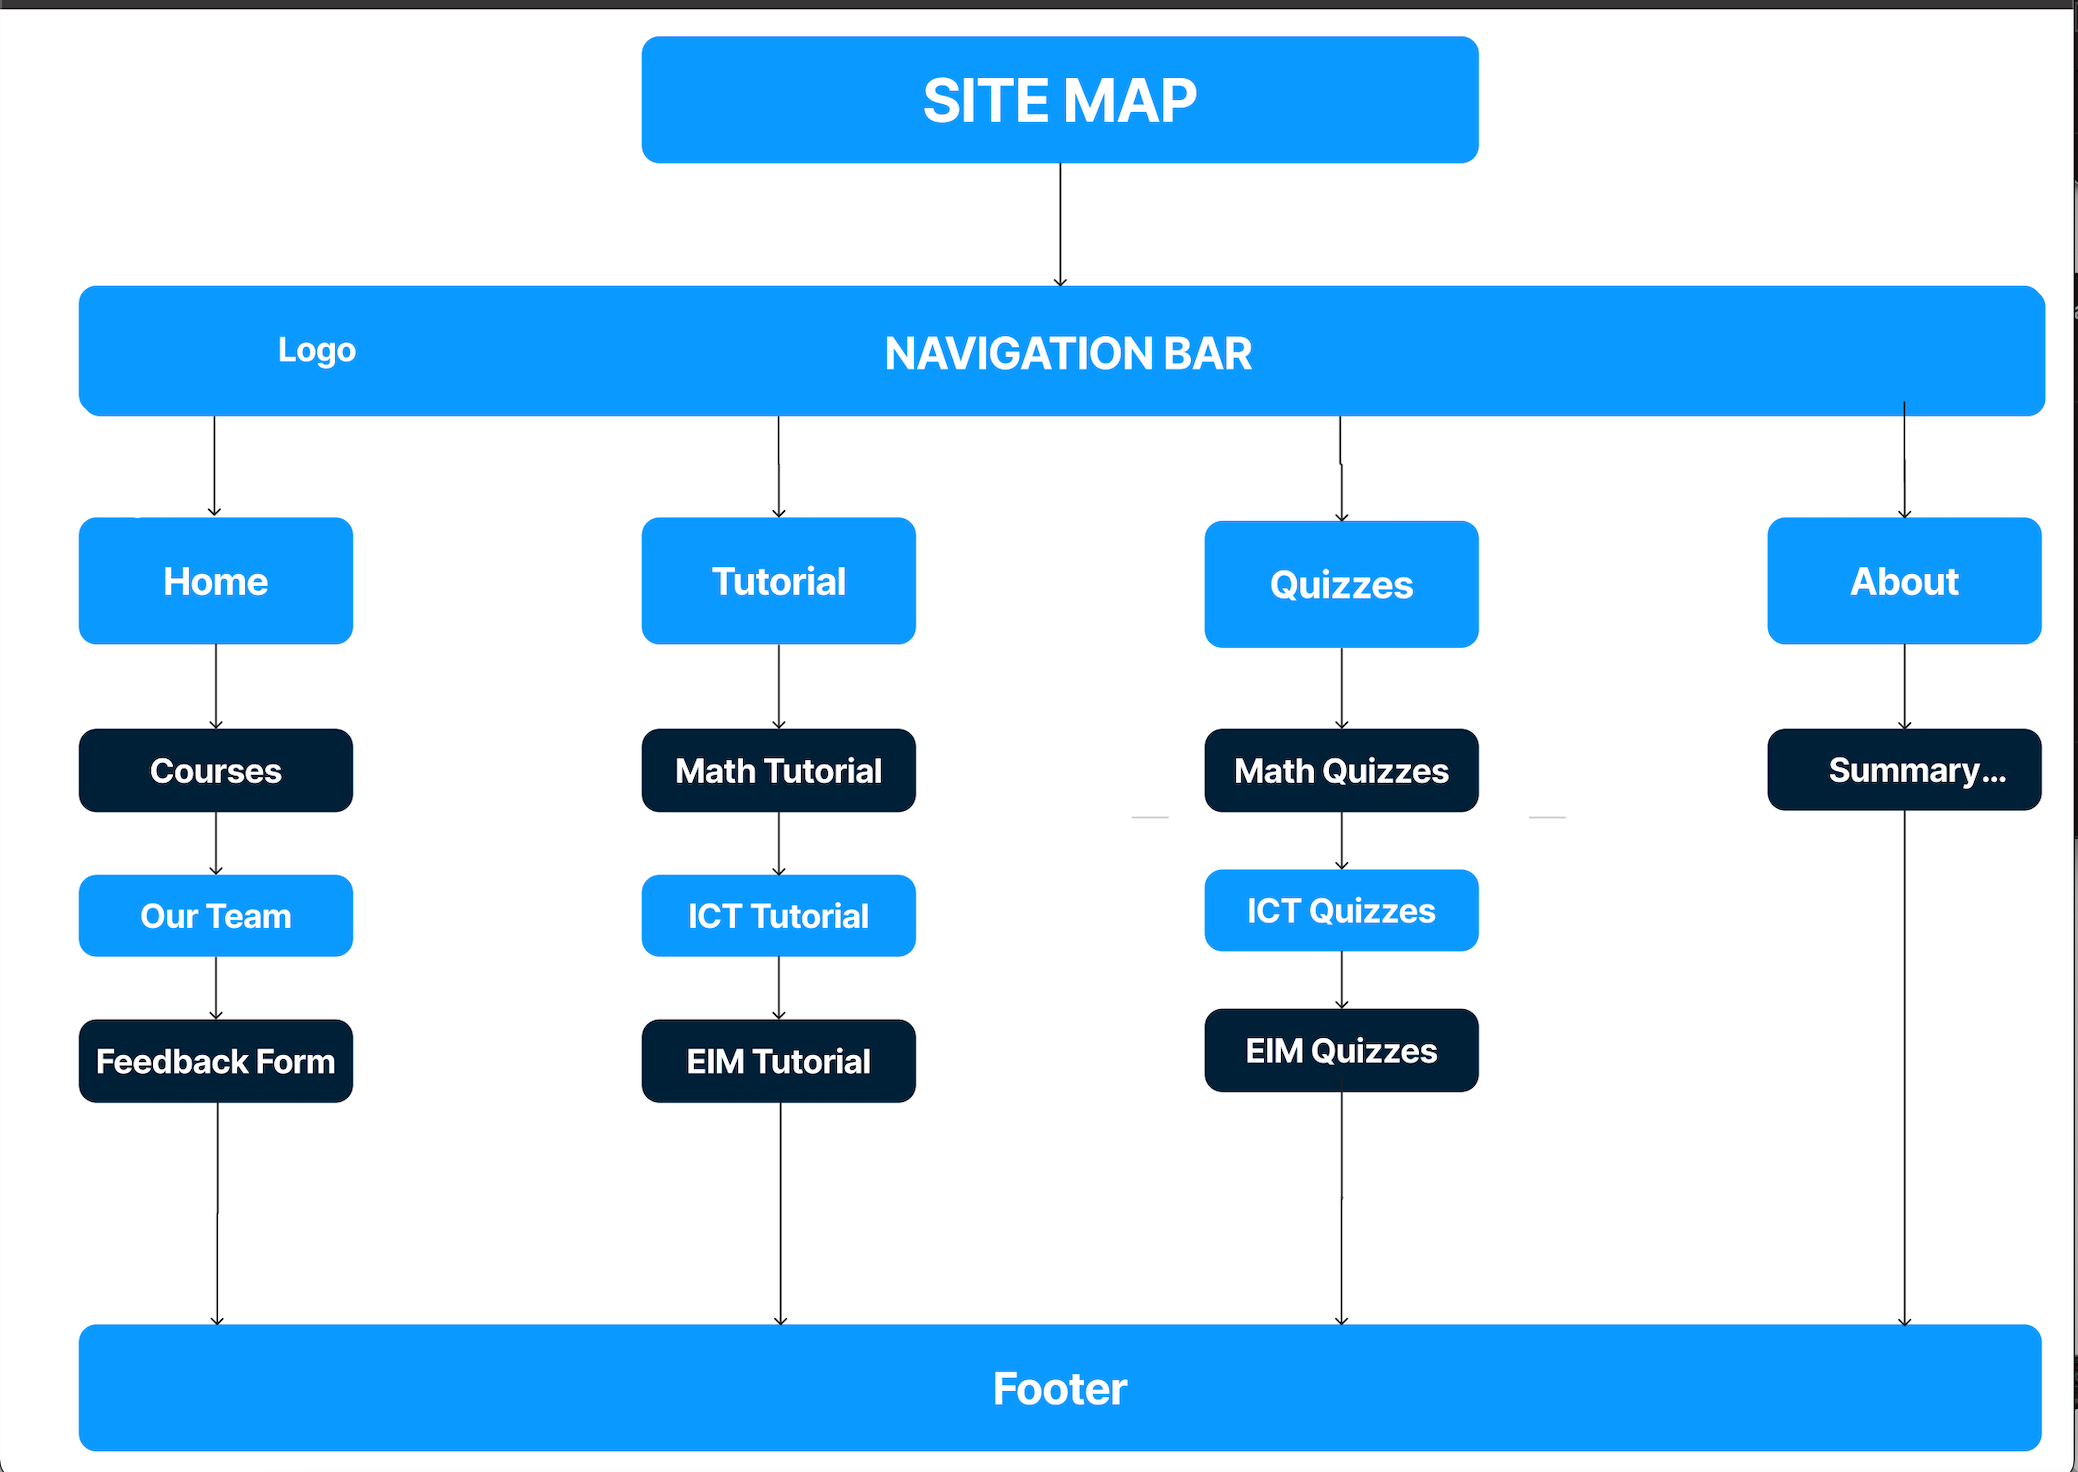 SITE MAP
Logo
NAVIGATION BAR
Home
Tutorial
Quizzes
About
Courses
Math Tutorial
Math Quizzes
Summary...
Our Team
ICT Tutorial
ICT Quizzes
Feedback Form
EIM Tutorial
EIM Quizzes
Footer